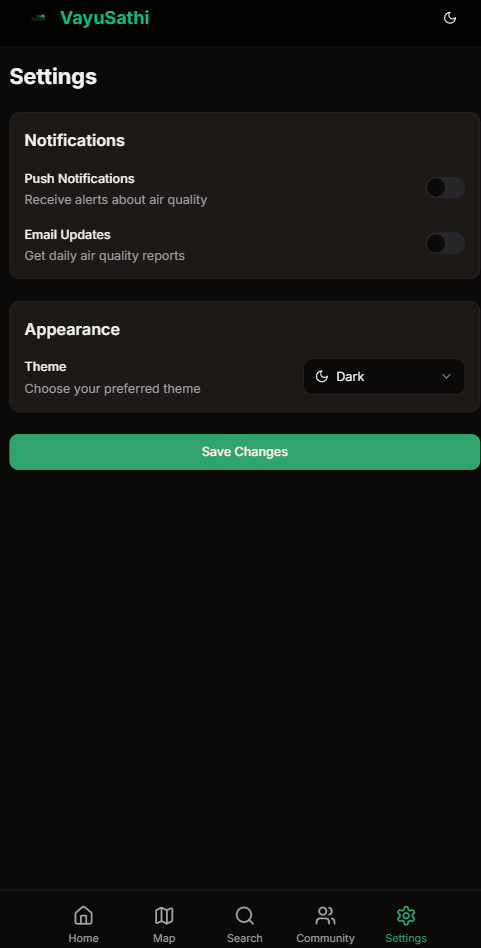 VayuSathi
Settings
Notifications
Push Notifications
Receive alerts about air quality
Email Updates
Get daily air quality reports
Appearance
Theme
Choose your preferred theme
Dark
Save Changes
Home
Map
Search
Community
Settings